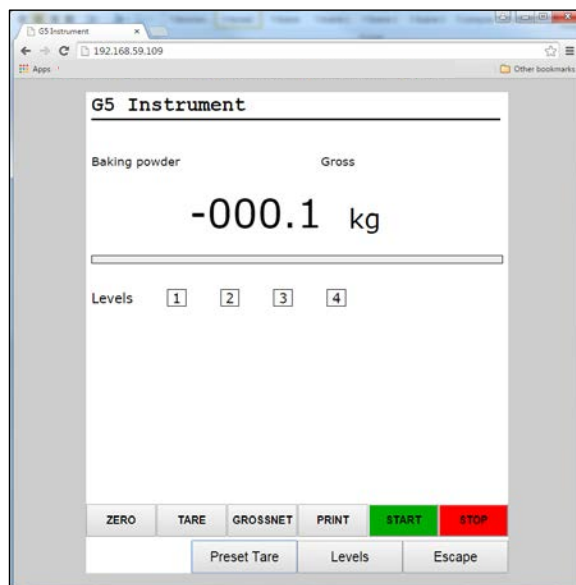 G5 Instrument
192.168.59.109
Apps
Other bookmarks
G5 Instrument
Baking powder Gross
-000.1 kg
Levels 1 2 3 4
ZERO TARE GROSSNET PRINT START STOP
Preset Tare Levels Escape